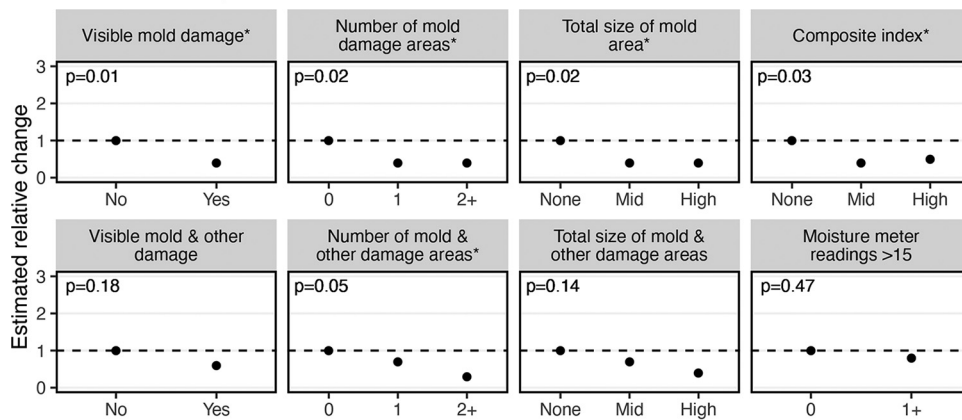 Visible mold damage*
Number of mold
damage areas*
Total size of mold
area*
Composite index*
Estimated relative change
3
2
1
0
p=0.01
p=0.02
p=0.02
p=0.03
No Yes
0 1 2+
None Mid High
None Mid High
Visible mold & other
damage
Number of mold &
other damage areas*
Total size of mold &
other damage areas
Moisture meter
readings >15
3
2
1
0
p=0.18
p=0.05
p=0.14
p=0.47
No Yes
0 1 2+
None Mid High
0 1+